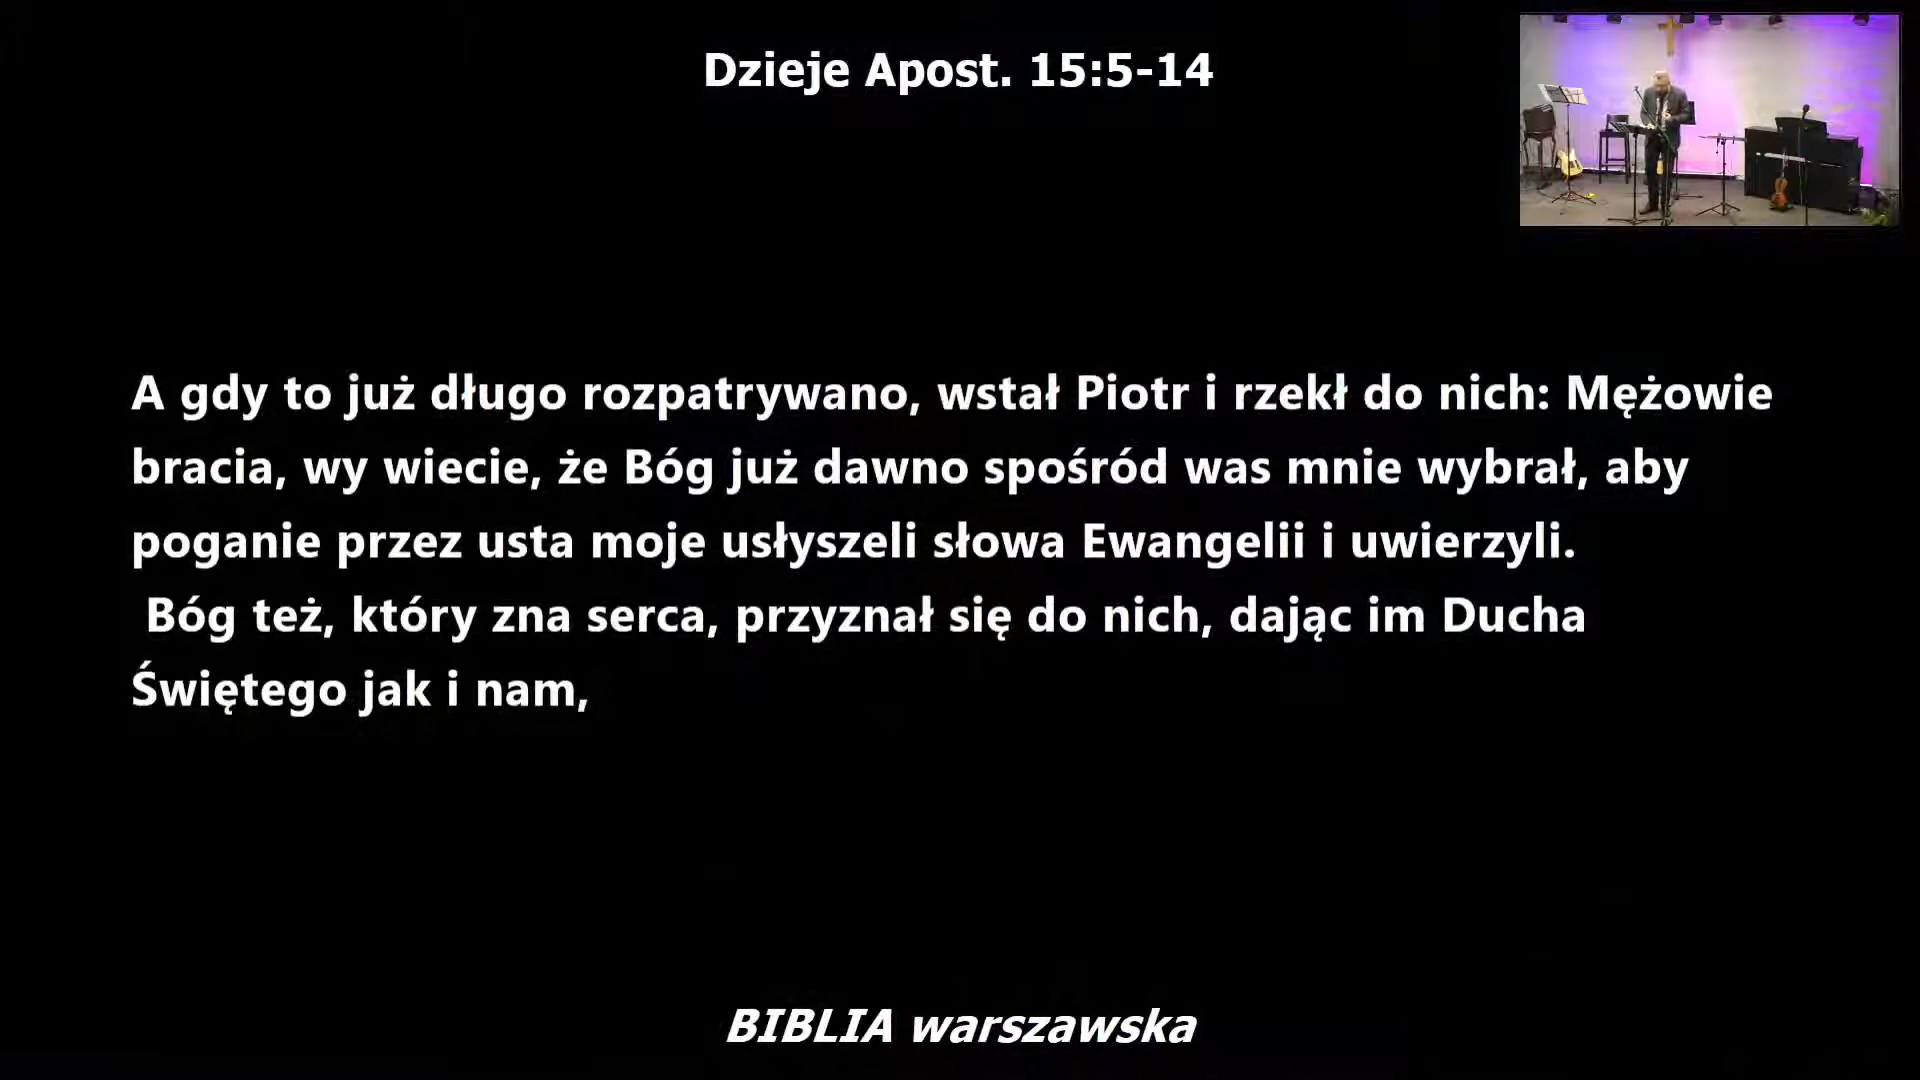 Dzieje Apost. 15:5-14
A gdy to już długo rozpatrywano, wstał Piotr i rzekł do nich: Mężowie
bracia, wy wiecie, że Bóg już dawno spośród was mnie wybrał, aby
poganie przez usta moje usłyszeli słowa Ewangelii i uwierzyli.
Bóg też, który zna serca, przyznał się do nich, dając im Ducha
Świętego jak i nam,
BIBLIA warszawska